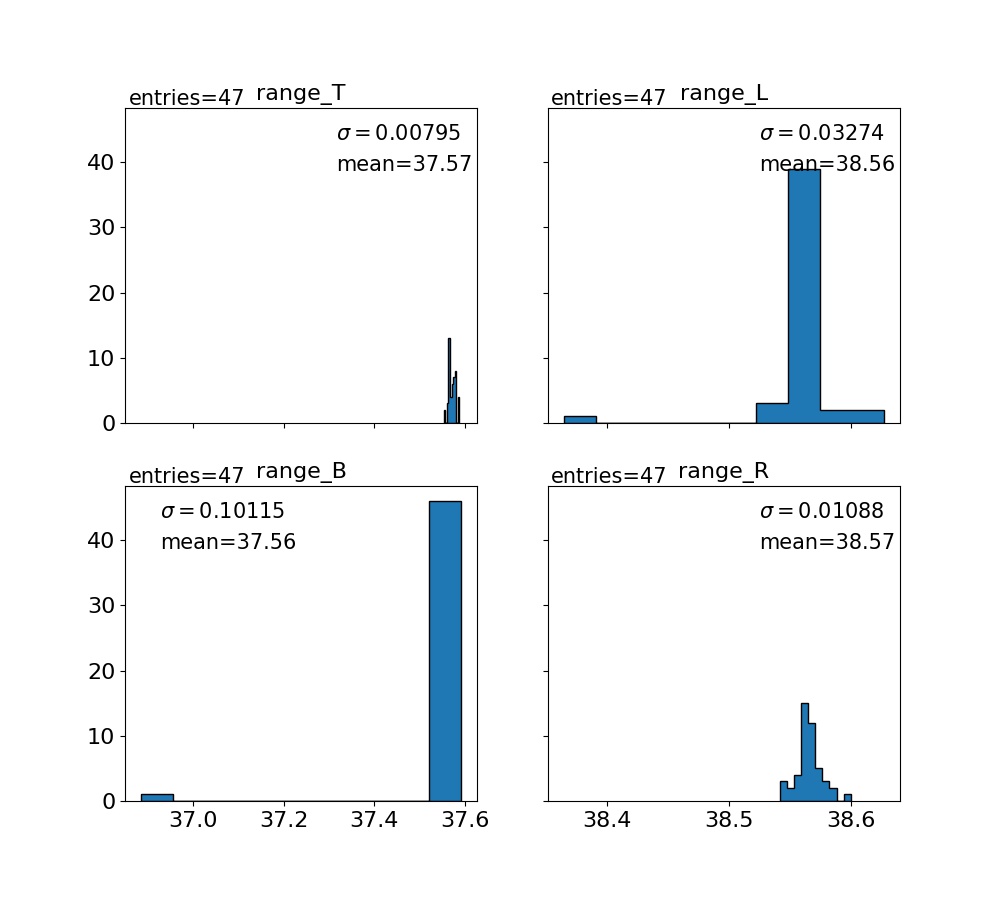 entries=47 range_T
σ = 0.00795
mean=37.57
40
30
20
10
0
entries=47 range_L
σ = 0.03274
mean=38.56
entries=47 range_B
σ = 0.10115
mean=37.56
40
30
20
10
0
37.0 37.2 37.4 37.6
entries=47 range_R
σ = 0.01088
mean=38.57
38.4 38.5 38.6